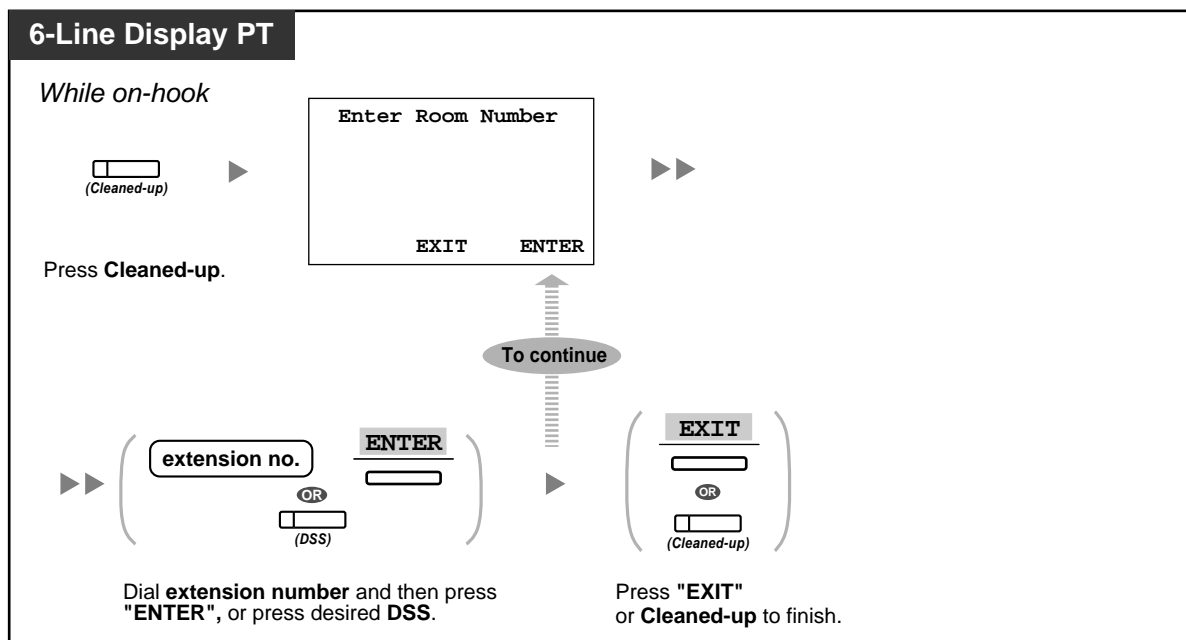 6-Line Display PT
While on-hook
(Cleaned-up)
Press Cleaned-up.
Enter Room Number
EXIT ENTER
To continue
extension no.
ENTER
OR
(DSS)
Dial extension number and then press
"ENTER", or press desired DSS.
EXIT
OR
(Cleaned-up)
Press "EXIT"
or Cleaned-up to finish.